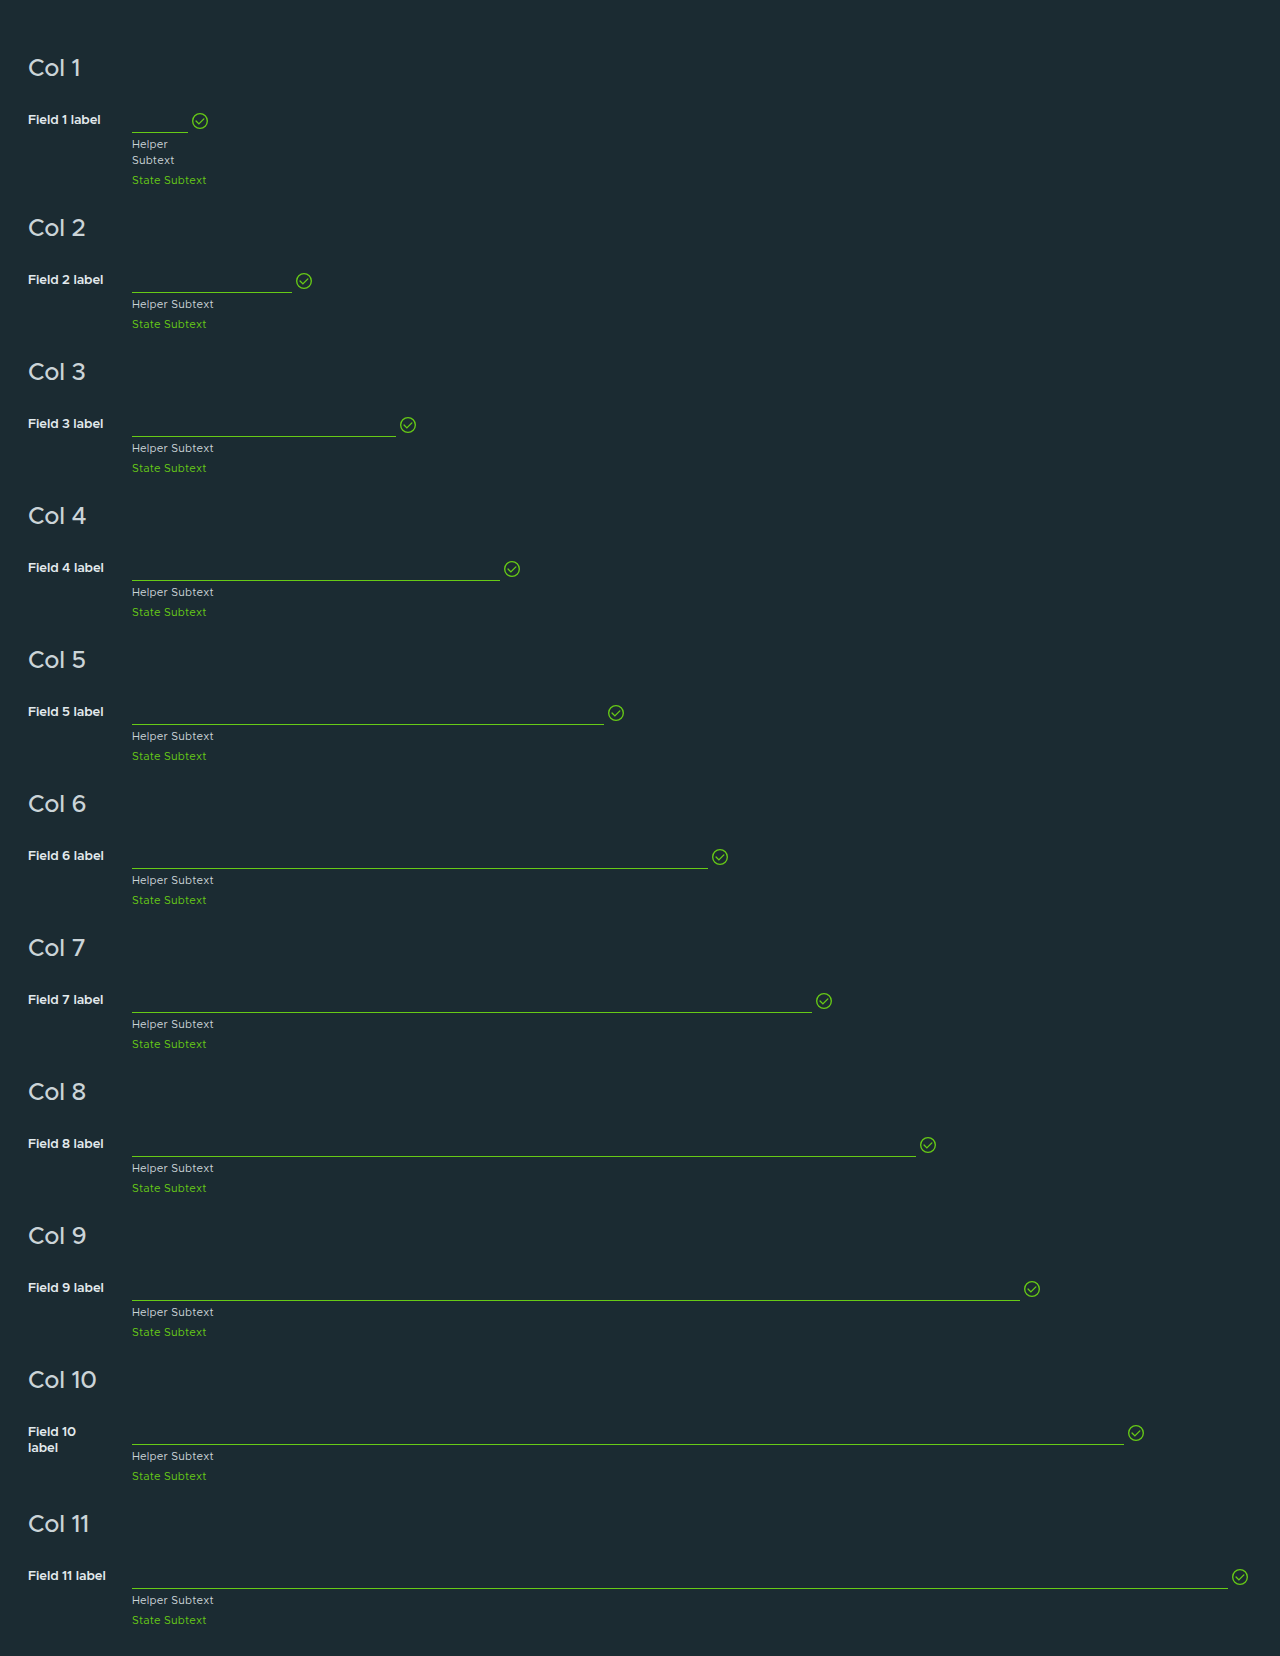 Col 1
Field 1 label
Helper
Subtext
State Subtext
Col 2
Field 2 label
Helper Subtext
State Subtext
Col 3
Field 3 label
Helper Subtext
State Subtext
Col 4
Field 4 label
Helper Subtext
State Subtext
Col 5
Field 5 label
Helper Subtext
State Subtext
Col 6
Field 6 label
Helper Subtext
State Subtext
Col 7
Field 7 label
Helper Subtext
State Subtext
Col 8
Field 8 label
Helper Subtext
State Subtext
Col 9
Field 9 label
Helper Subtext
State Subtext
Col 10
Field 10
label
Helper Subtext
State Subtext
Col 11
Field 11 label
Helper Subtext
State Subtext